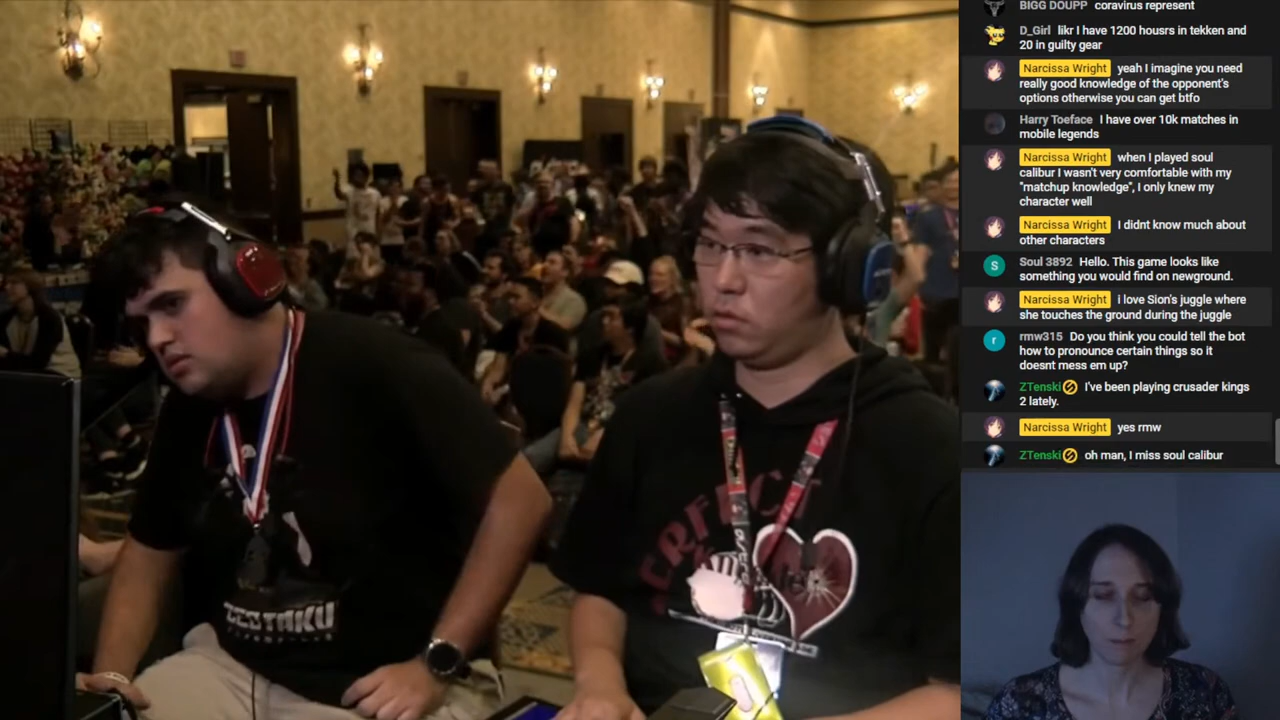 BIGG DOUPP coravirus represent
D_Girl likr I have 1200 housrs in tekken and
20 in guilty gear
Narcissa Wright yeah I imagine you need
really good knowledge of the opponent's
options otherwise you can get btfo
Harry Toeface I have over 10k matches in
mobile legends
Narcissa Wright when I played soul
calibur I wasn't very comfortable with my
"matchup knowledge", I only knew my
character well
Narcissa Wright I didnt know much about
other characters
S Soul 3892 Hello. This game looks like
something you would find on newground.
Narcissa Wright i love Sion's juggle where
she touches the ground during the juggle
r rmw315 Do you think you could tell the bot
how to pronounce certain things so it
doesnt mess em up?
ZTenski I've been playing crusader kings
2 lately.
Narcissa Wright yes rmw
ZTenski oh man, I miss soul calibur
PERFECT